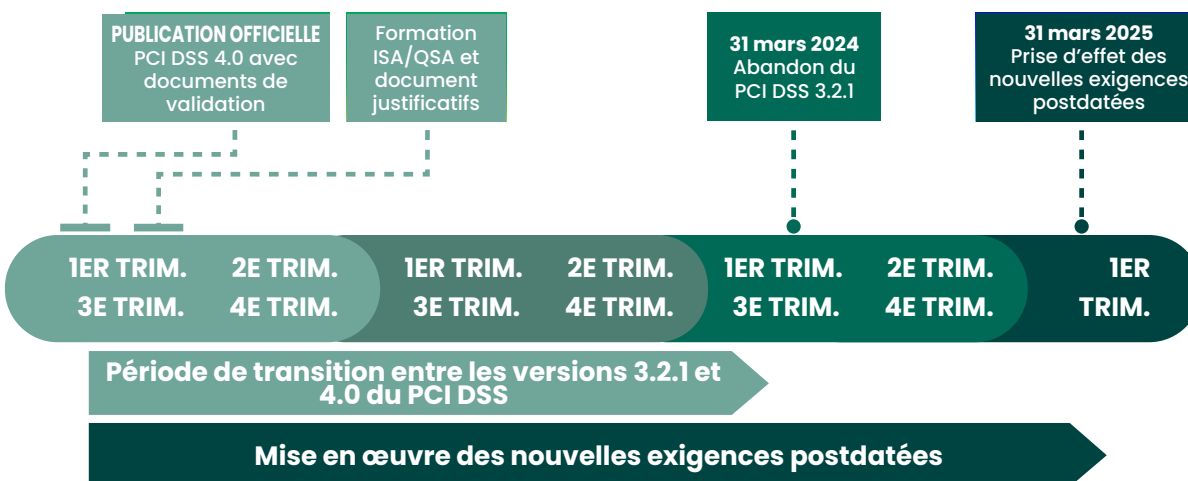 PUBLICATION OFFICIELLE
PCI DSS 4.0 avec
documents de
validation
Formation
ISA/QSA et
document
justificatifs
31 mars 2024
Abandon du
PCI DSS 3.2.1
31 mars 2025
Prise d'effet des
nouvelles exigences
postdatées
1ER TRIM. 2E TRIM.
3E TRIM. 4E TRIM.
1ER TRIM. 2E TRIM.
3E TRIM. 4E TRIM.
1ER TRIM. 2E TRIM.
3E TRIM. 4E TRIM.
1ER
TRIM.
Période de transition entre les versions 3.2.1 et
4.0 du PCI DSS
Mise en œuvre des nouvelles exigences postdatées